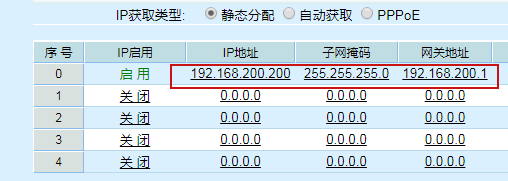 IP获取类型: 静态分配 自动获取 PPPoE
序 号 IP启用 IP地址 子网掩码 网关地址
0 启 用 192.168.200.200 255.255.255.0 192.168.200.1
1 关 闭 0.0.0.0 0.0.0.0 0.0.0.0
2 关 闭 0.0.0.0 0.0.0.0 0.0.0.0
3 关 闭 0.0.0.0 0.0.0.0 0.0.0.0
4 关 闭 0.0.0.0 0.0.0.0 0.0.0.0